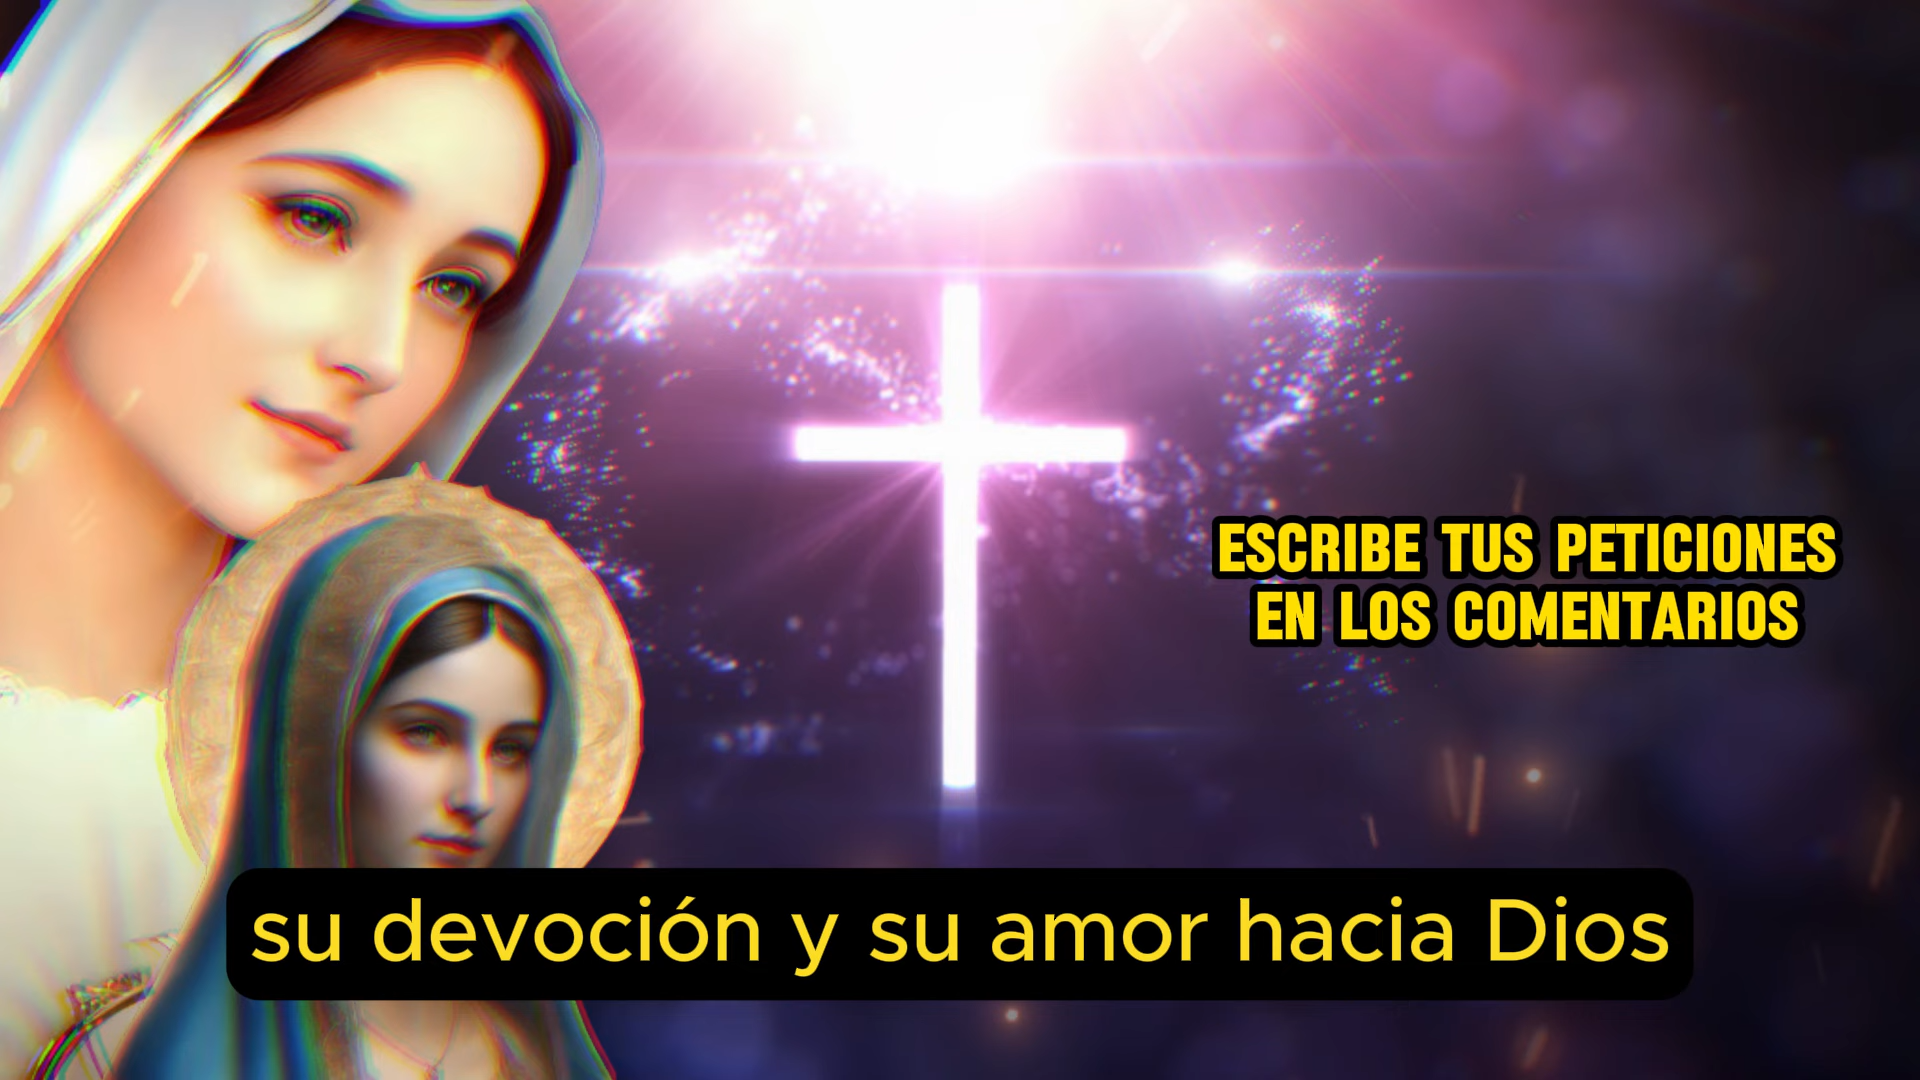 ESCRIBE TUS PETICIONES
EN LOS COMENTARIOS
su devoción y su amor hacia Dios